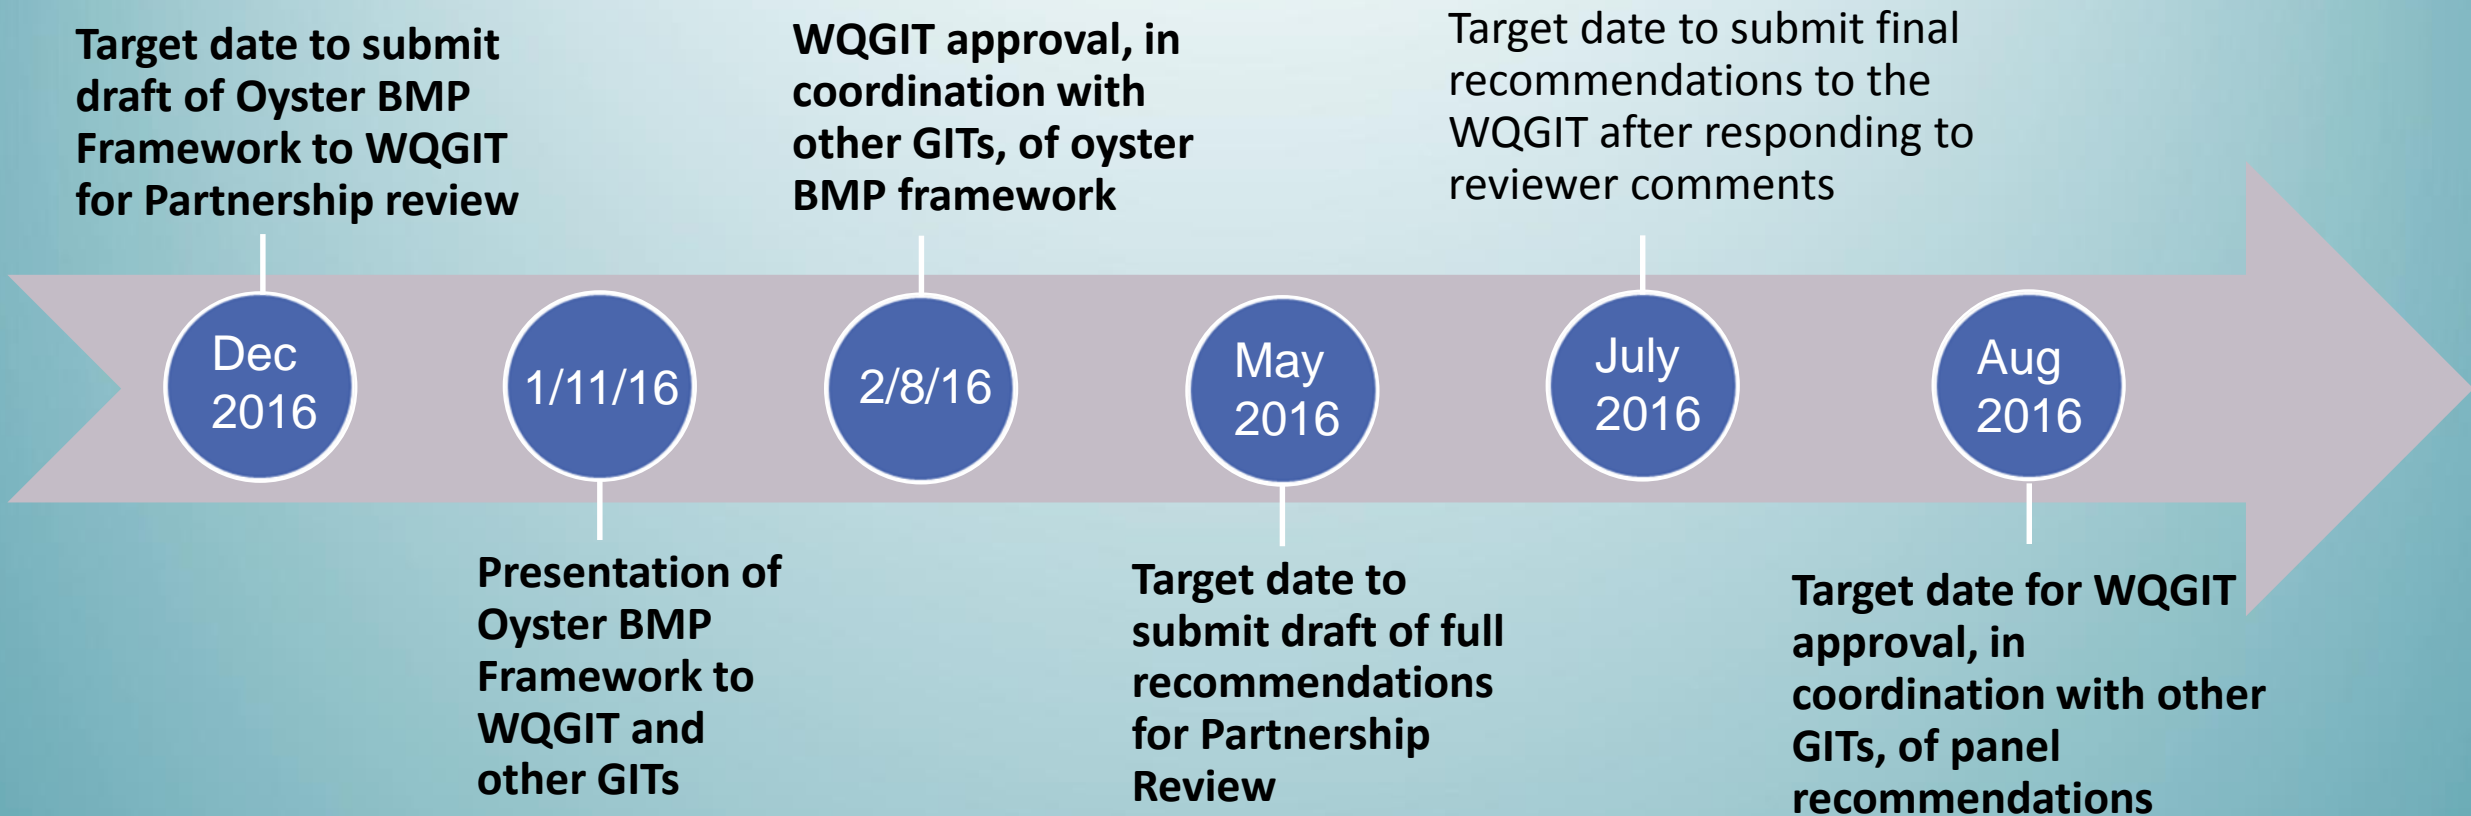 Target date to submit
draft of Oyster BMP
Framework to WQGIT
for Partnership review
WQGIT approval, in
coordination with
other GITs, of oyster
BMP framework
Target date to submit final
recommendations to the
WQGIT after responding to
reviewer comments
Dec
2016
1/11/16
2/8/16
May
2016
July
2016
Aug
2016
Presentation of
Oyster BMP
Framework to
WQGIT and
other GITs
Target date to
submit draft of full
recommendations
for Partnership
Review
Target date for WQGIT
approval, in
coordination with other
GITs, of panel
recommendations